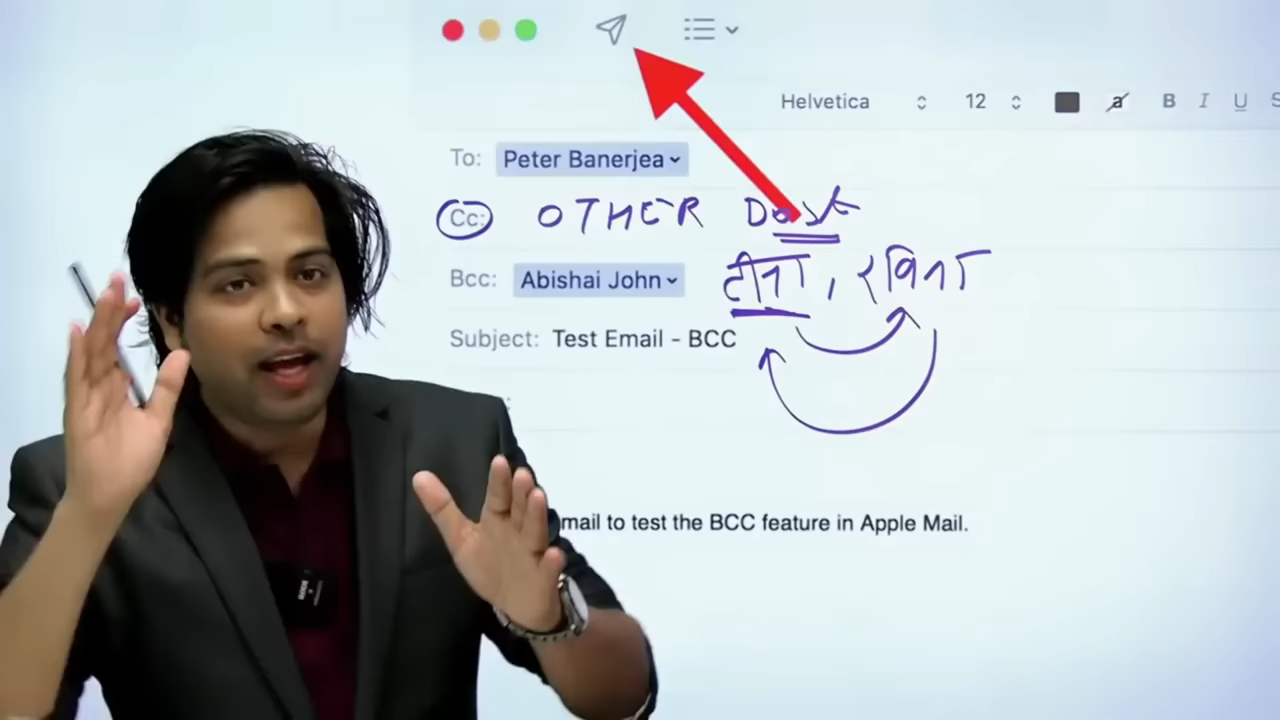 Helvetica 12 a B I U S
To: Peter Banerjea
Cc: OTHER Dost
Bcc: Abishai John टीना, रविना
Subject: Test Email - BCC
:
mail to test the BCC feature in Apple Mail.